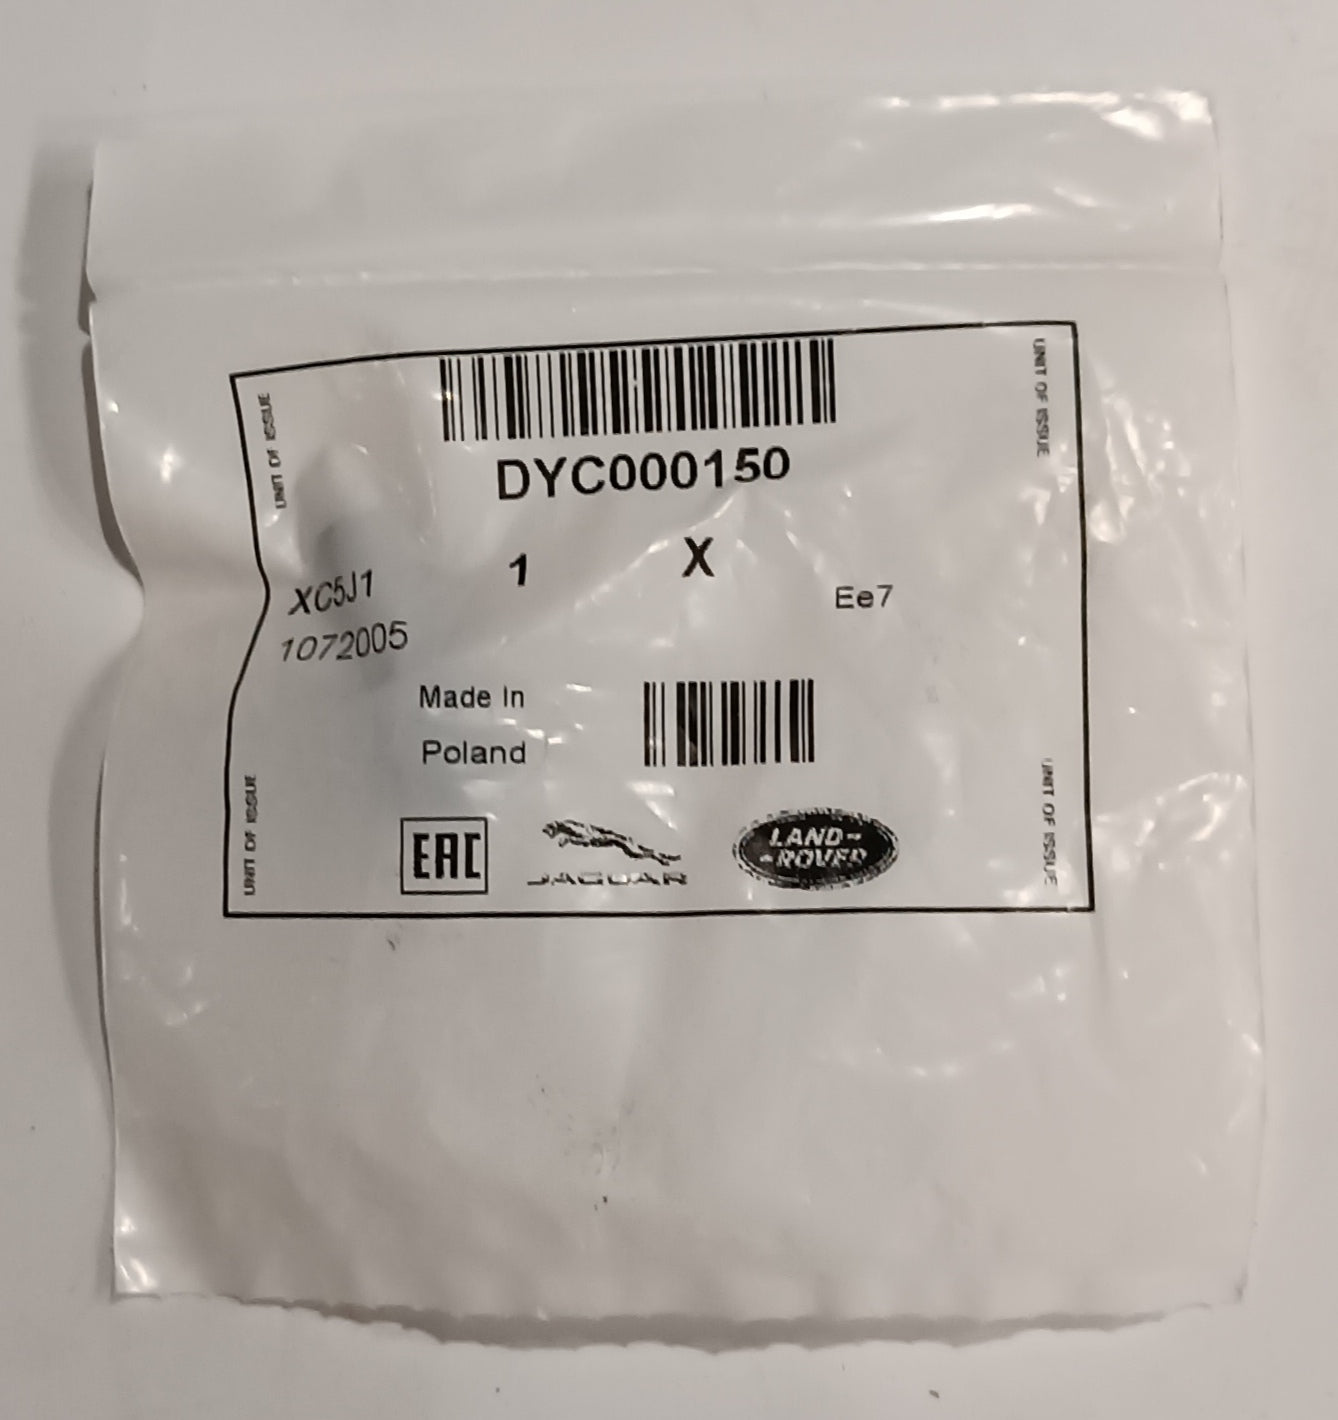 UNIT OF ISSUE
UNIT OF ISSUE
DYC000150
1 X
XC5J1
Ee7
1072005
Made In
Poland
UNIT OF ISSUE
UNIT OF ISSUE
EAC
JAGUAR
LAND-
-ROVER